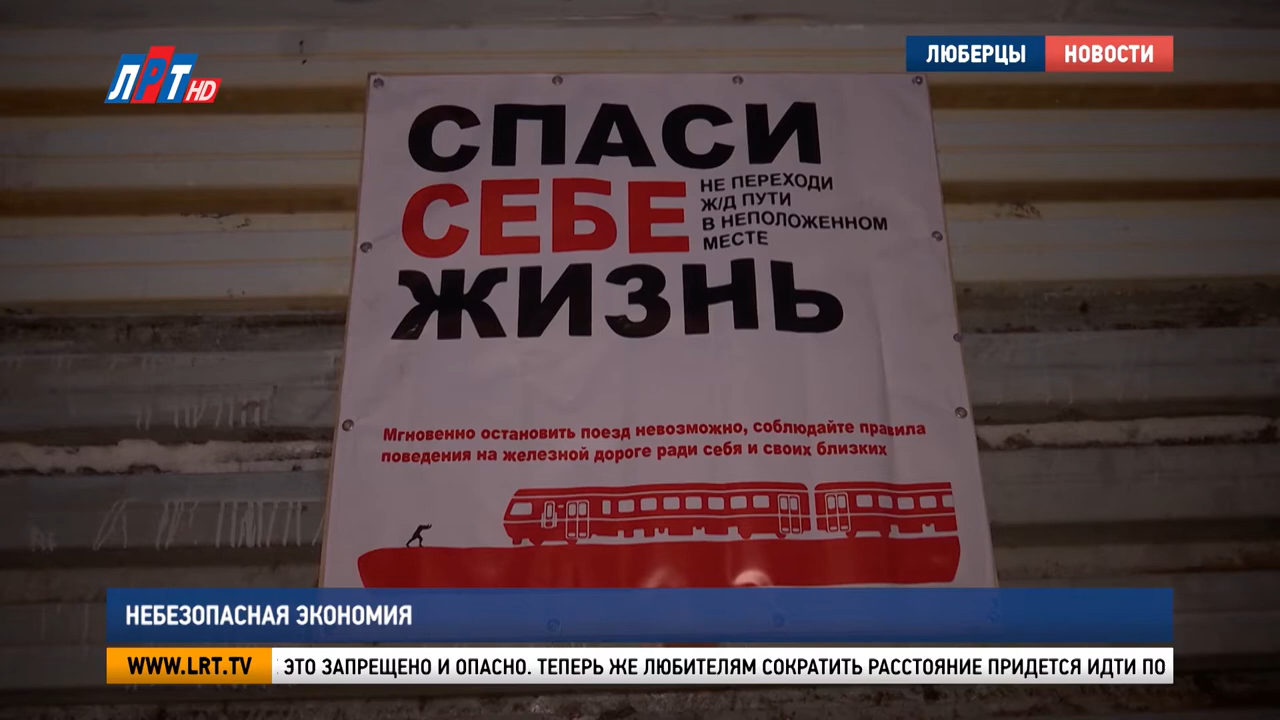 ЛРТ HD
ЛЮБЕРЦЫ НОВОСТИ
СПАСИ
СЕБЕ
НЕ ПЕРЕХОДИ
Ж/Д ПУТИ
В НЕПОЛОЖЕННОМ
МЕСТЕ
ЖИЗНЬ
Мгновенно остановить поезд невозможно, соблюдайте правила
поведения на железной дороге ради себя и своих близких
НЕБЕЗОПАСНАЯ ЭКОНОМИЯ
WWW.LRT.TV ЭТО ЗАПРЕЩЕНО И ОПАСНО. ТЕПЕРЬ ЖЕ ЛЮБИТЕЛЯМ СОКРАТИТЬ РАССТОЯНИЕ ПРИДЕТСЯ ИДТИ ПО